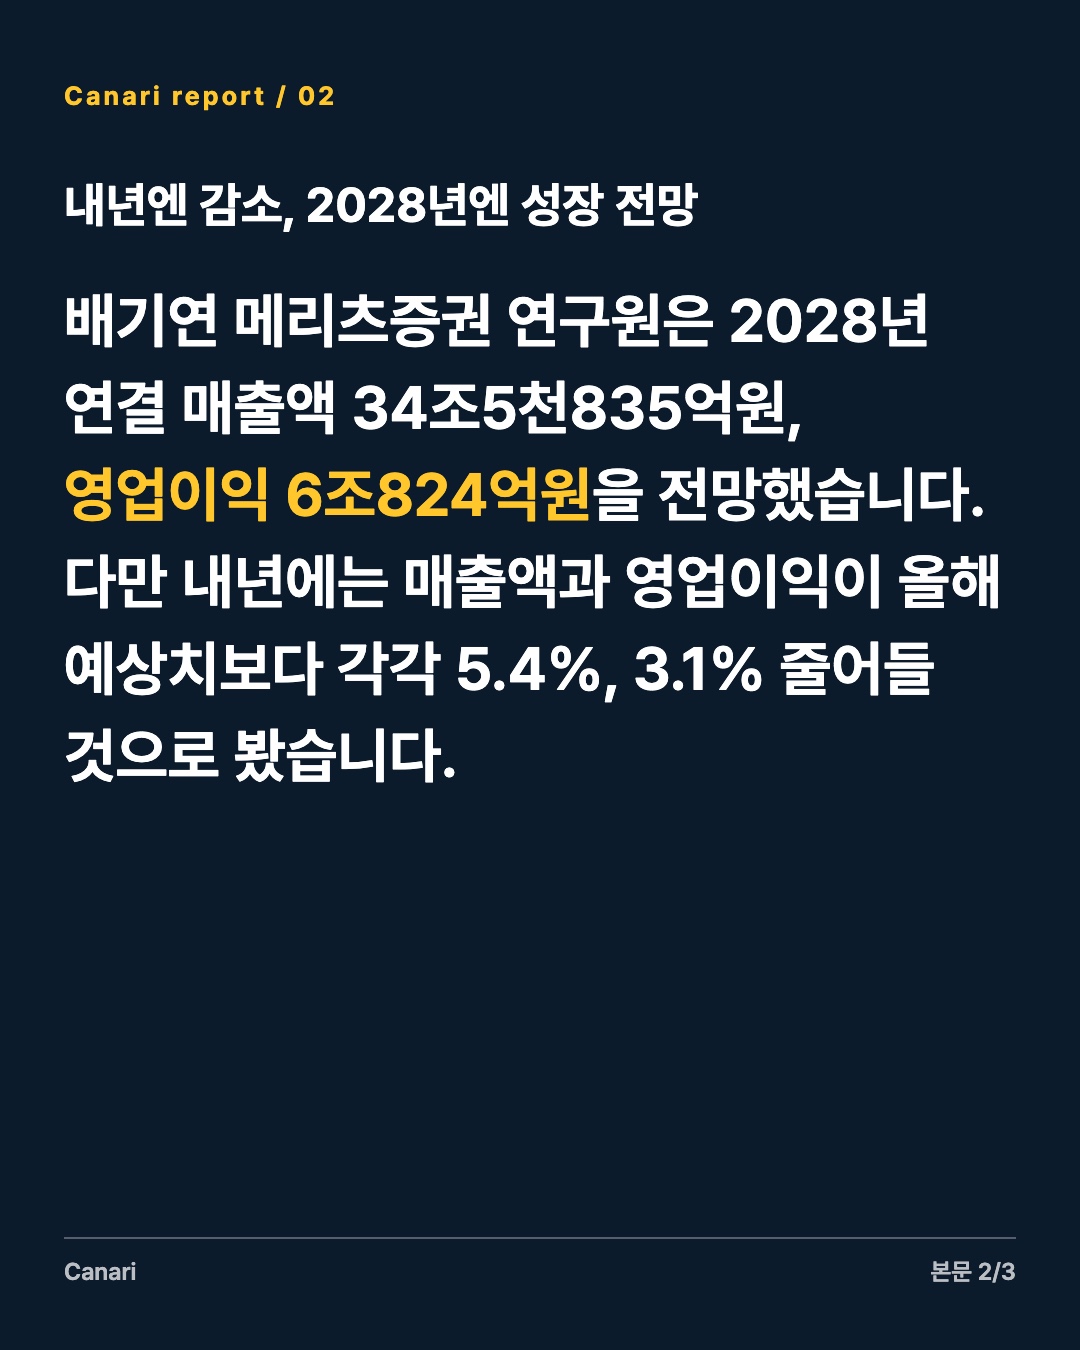 Canari report / 02
내년엔 감소, 2028년엔 성장 전망
배기연 메리츠증권 연구원은 2028년
연결 매출액 34조5천835억원,
영업이익 6조824억원을 전망했습니다.
다만 내년에는 매출액과 영업이익이 올해
예상치보다 각각 5.4%, 3.1% 줄어들
것으로 봤습니다.
Canari
본문 2/3